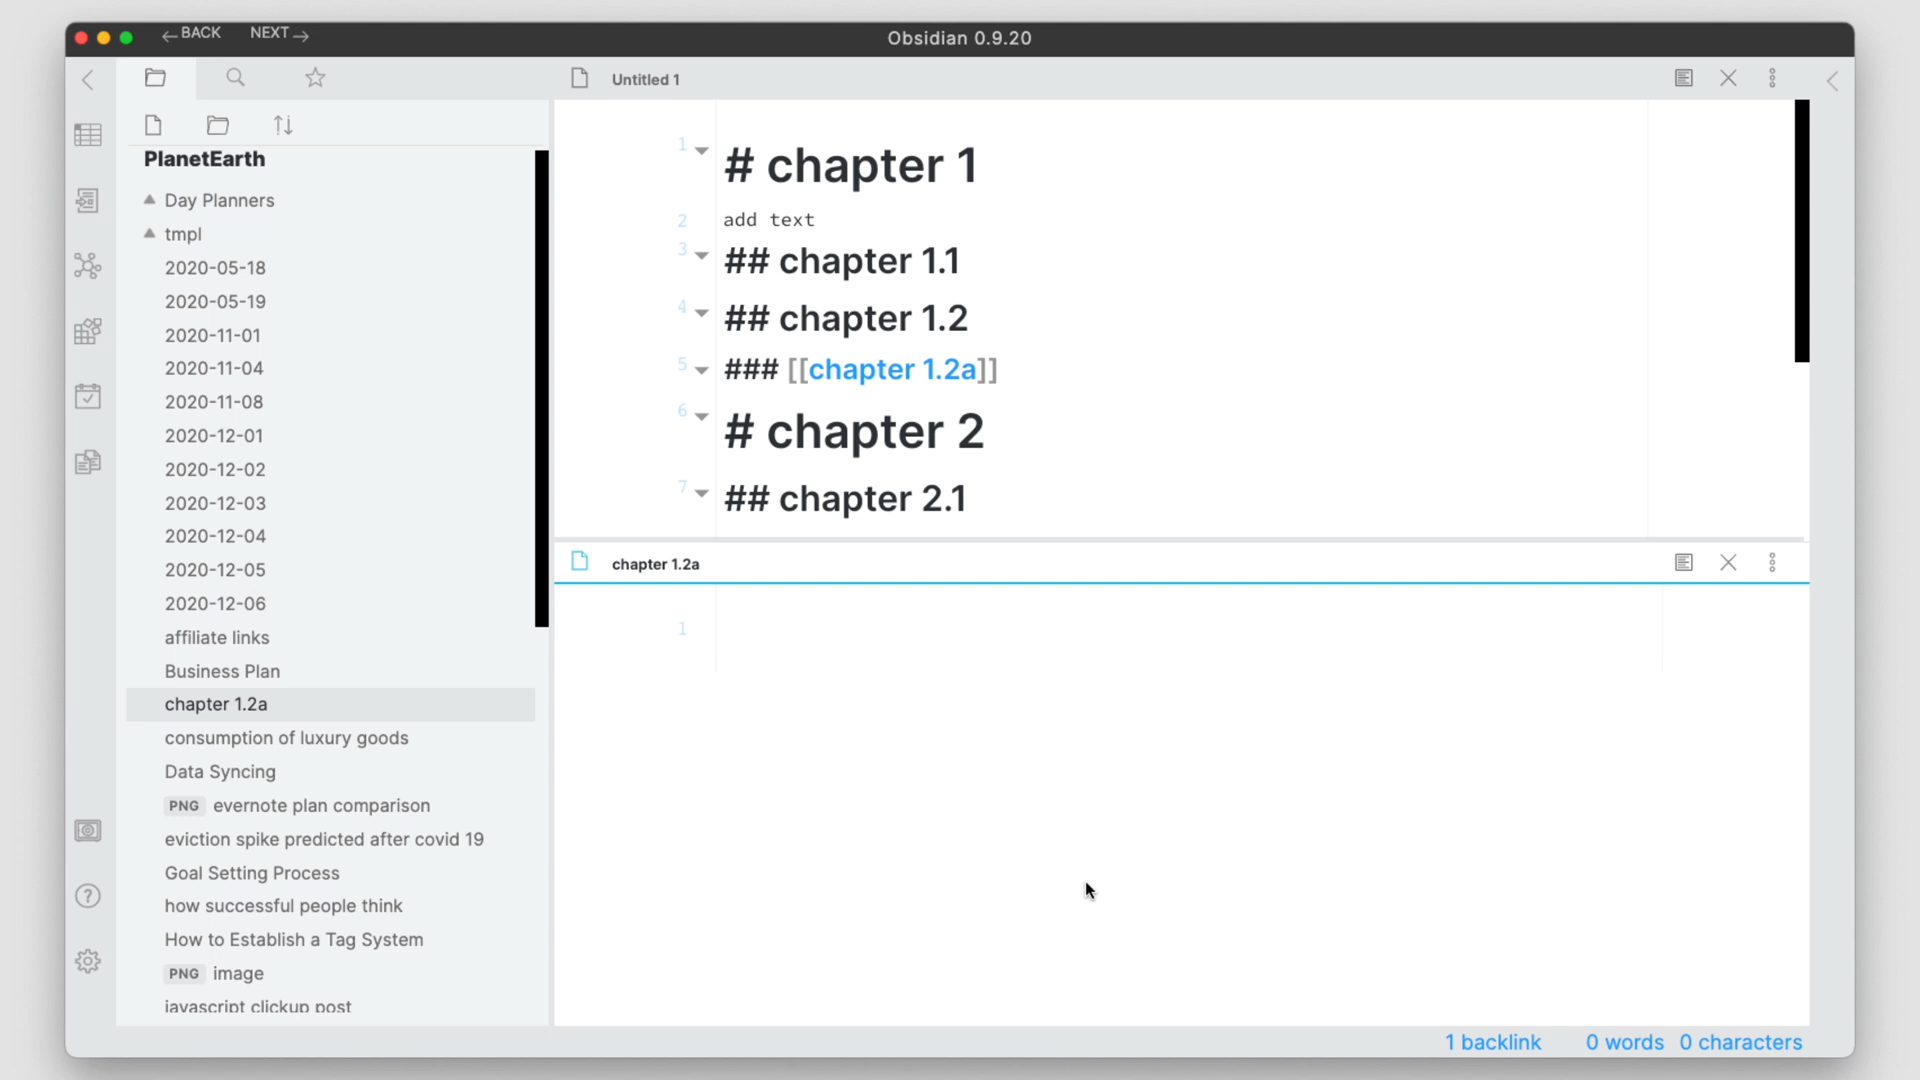 BACK NEXT
Obsidian 0.9.20
Untitled 1
PlanetEarth
Day Planners
tmpl
2020-05-18
2020-05-19
2020-11-01
2020-11-04
2020-11-08
2020-12-01
2020-12-02
2020-12-03
2020-12-04
2020-12-05
2020-12-06
affiliate links
Business Plan
chapter 1.2a
consumption of luxury goods
Data Syncing
PNG evernote plan comparison
eviction spike predicted after covid 19
Goal Setting Process
how successful people think
How to Establish a Tag System
PNG image
javascript clickup post
1 # chapter 1
2 add text
3 ## chapter 1.1
4 ## chapter 1.2
5 ### [[chapter 1.2a]]
6 # chapter 2
7 ## chapter 2.1
chapter 1.2a
1
1 backlink 0 words 0 characters